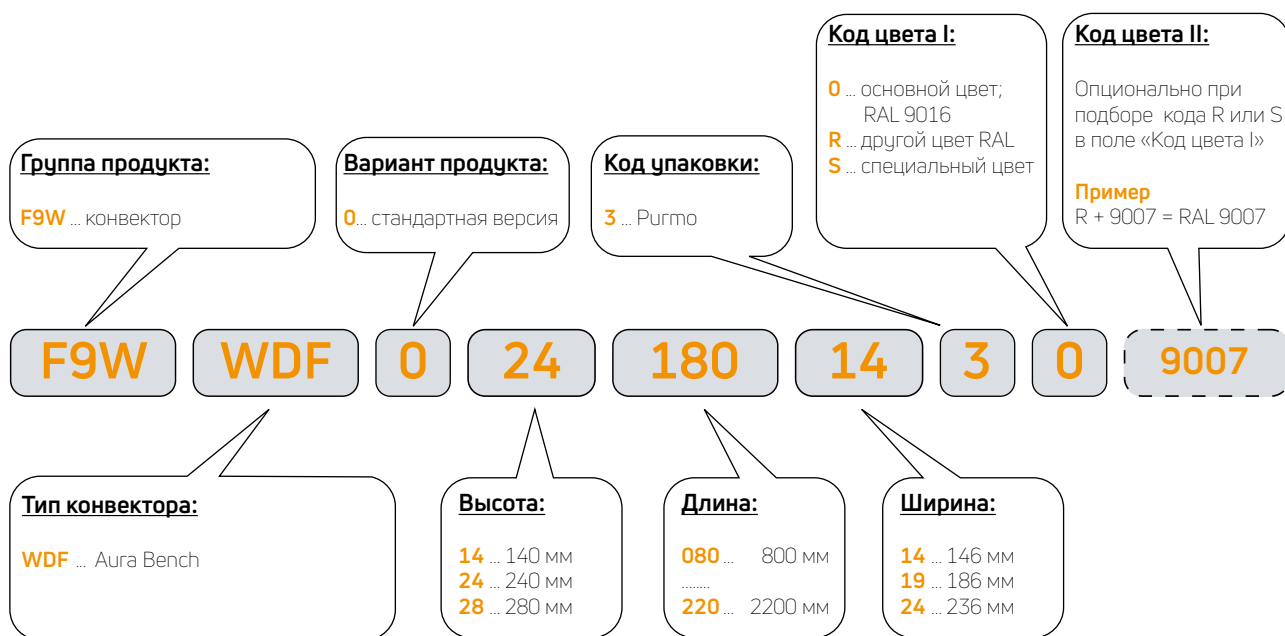 Группа продукта:
F9W ... конвектор
Вариант продукта:
0... стандартная версия
Код упаковки:
3 ... Purmo
Код цвета I:
0 ... основной цвет;
RAL 9016
R ... другой цвет RAL
S ... специальный цвет
Код цвета II:
Опционально при
подборе кода R или S
в поле «Код цвета I»
Пример
R + 9007 = RAL 9007
F9W WDF 0 24 180 14 3 0 9007
Тип конвектора:
WDF ... Aura Bench
Высота:
14 ... 140 мм
24 ... 240 мм
28 ... 280 мм
Длина:
080 ... 800 мм
........
220 ... 2200 мм
Ширина:
14 ... 146 мм
19 ... 186 мм
24 ... 236 мм